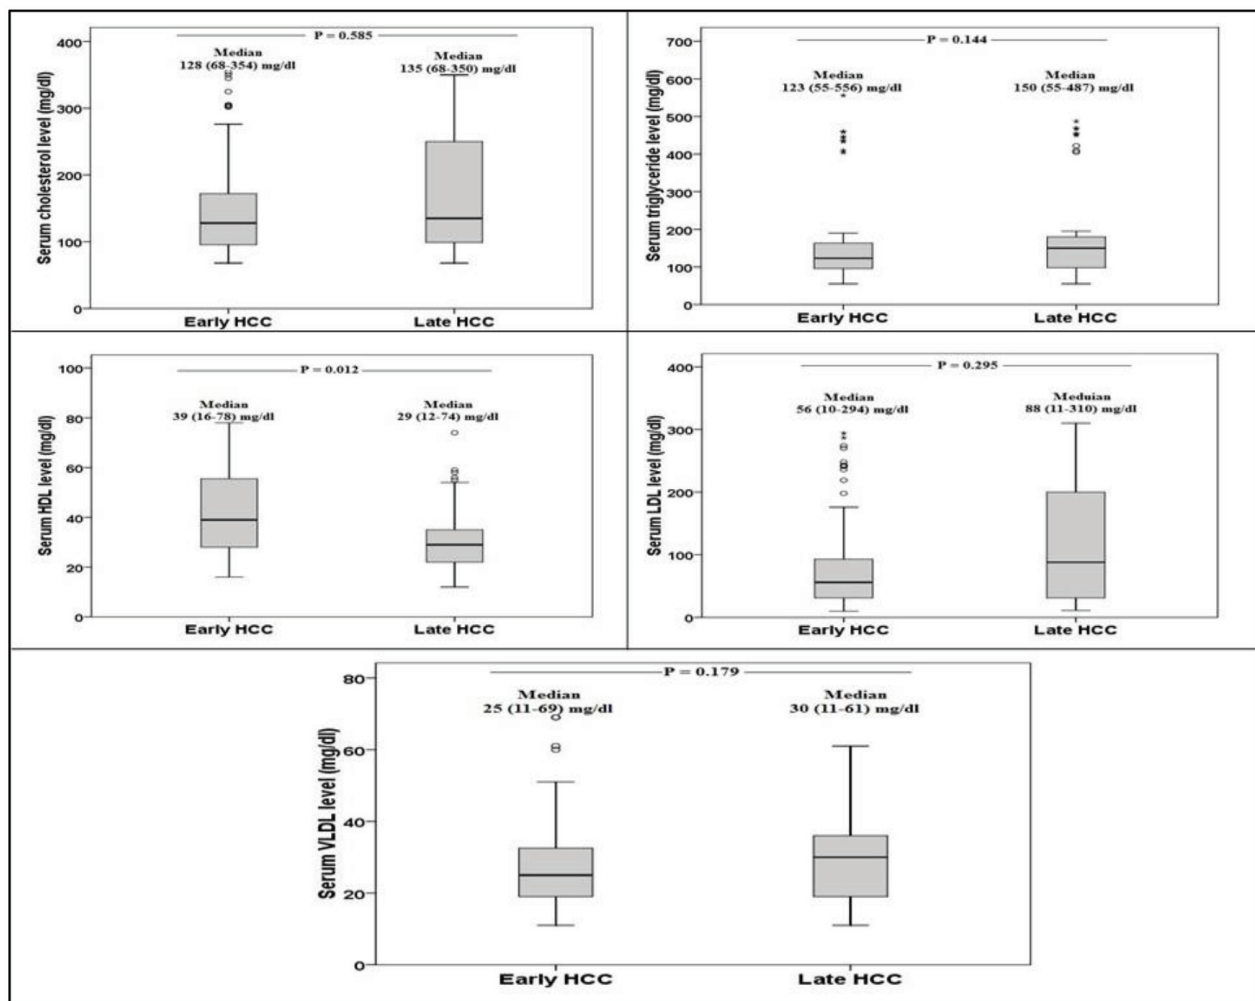 P = 0.585
Median
128 (68-354) mg/dl
Median
135 (68-350) mg/dl
Serum cholesterol level (mg/dl)
400
300
200
100
0
Early HCC
Late HCC
P = 0.144
Median
123 (55-556) mg/dl
Median
150 (55-487) mg/dl
Serum triglyceride level (mg/dl)
700
600
500
400
300
200
100
0
Early HCC
Late HCC
P = 0.012
Median
39 (16-78) mg/dl
Median
29 (12-74) mg/dl
Serum HDL level (mg/dl)
100
80
60
40
20
0
Early HCC
Late HCC
P = 0.295
Median
56 (10-294) mg/dl
Meduian
88 (11-310) mg/dl
Serum LDL level (mg/dl)
400
300
200
100
0
Early HCC
Late HCC
P = 0.179
Median
25 (11-69) mg/dl
Median
30 (11-61) mg/dl
Serum VLDL level (mg/dl)
80
60
40
20
0
Early HCC
Late HCC